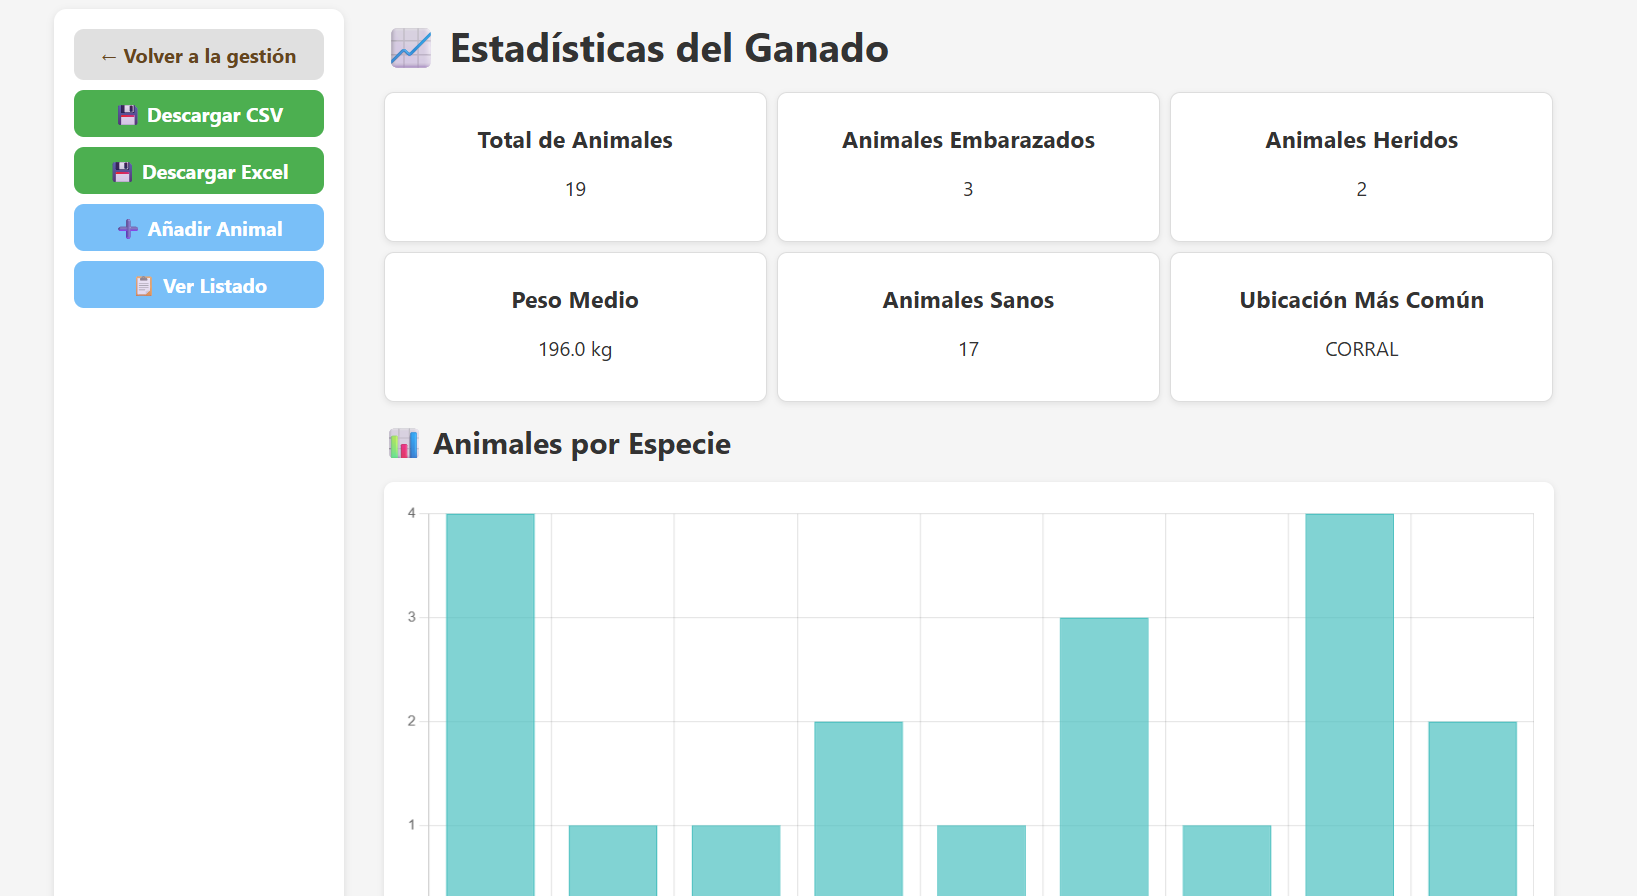 ← Volver a la gestión
Descargar CSV
Descargar Excel
Añadir Animal
Ver Listado
Estadísticas del Ganado
Total de Animales
19
Animales Embarazados
3
Animales Heridos
2
Peso Medio
196.0 kg
Animales Sanos
17
Ubicación Más Común
CORRAL
Animales por Especie
4
3
2
1